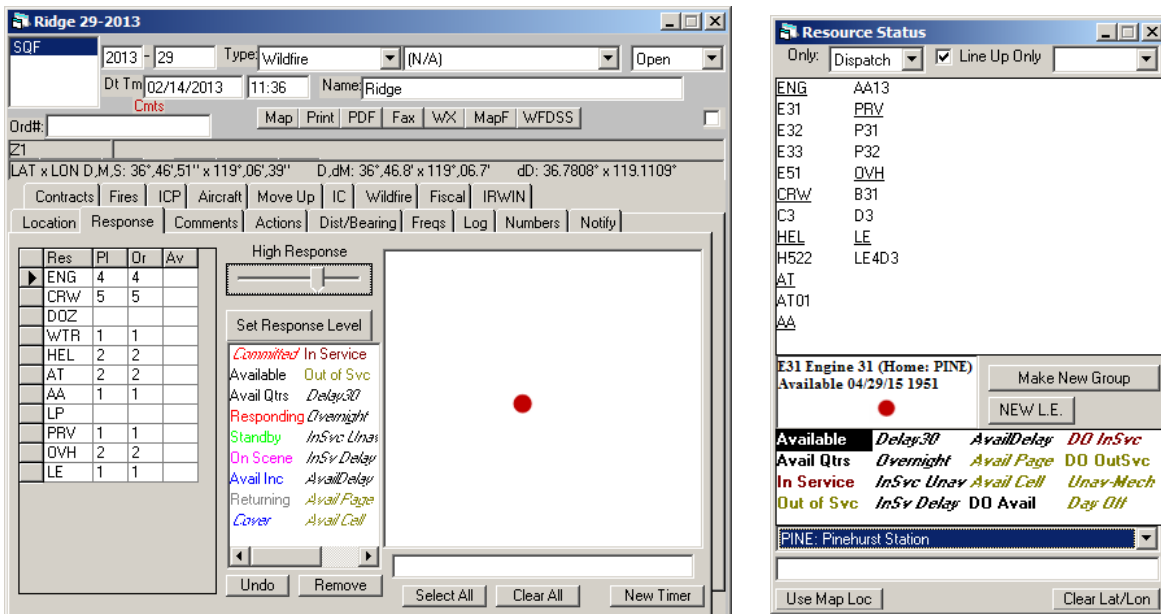 Ridge 29-2013
SQF
2013 - 29 Type: Wildfire (N/A) Open
Dt Tm 02/14/2013 11:36 Name: Ridge
Cmts
Map Print PDF Fax WX MapF WFDSS
Ord#:
Z1
LAT x LON D,M,S: 36°,46',51'' x 119°,06',39'' D,dM: 36°,46.8' x 119°,06.7' dD: 36.7808° x 119.1109°
Contracts Fires ICP Aircraft Move Up IC Wildfire Fiscal IRWIN
Location Response Comments Actions Dist/Bearing Freqs Log Numbers Notify
Res Pl Or Av
ENG 4 4
CRW 5 5
DOZ
WTR 1 1
HEL 2 2
AT 2 2
AA 1 1
LP
PRV 1 1
OVH 2 2
LE 1 1
High Response
Set Response Level
Committed In Service
Available Out of Svc
Avail Qtrs Delay30
Responding Overnight
Standby InSvc Unav
On Scene InSv Delay
Avail Inc AvailDelay
Returning Avail Page
Cover Avail Cell
Undo Remove
Select All Clear All New Timer
Resource Status
Only: Dispatch Line Up Only
ENG AA13
E31 PRV
E32 P31
E33 P32
E51 OVH
CRW B31
C3 D3
HEL LE
H522 LE4D3
AT
AT01
AA
E31 Engine 31 (Home: PINE)
Available 04/29/15 1951
Make New Group
NEW L.E.
Available Delay30 AvailDelay DO InSvc
Avail Qtrs Overnight Avail Page DO OutSvc
In Service InSvc Unav Avail Cell Unav-Mech
Out of Svc InSv Delay DO Avail Day Off
PINE: Pinehurst Station
Use Map Loc Clear Lat/Lon